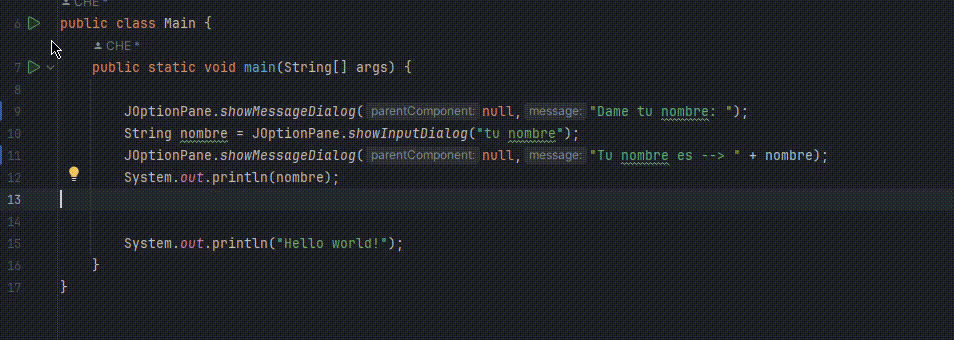 CHE *
6 public class Main {
CHE *
7 public static void main(String[] args) {
8
9 JOptionPane.showMessageDialog( parentComponent: null, message: "Dame tu nombre: ");
10 String nombre = JOptionPane.showInputDialog("tu nombre");
11 JOptionPane.showMessageDialog( parentComponent: null, message: "Tu nombre es --> " + nombre);
12 System.out.println(nombre);
13
14
15 System.out.println("Hello world!");
16 }
17 }